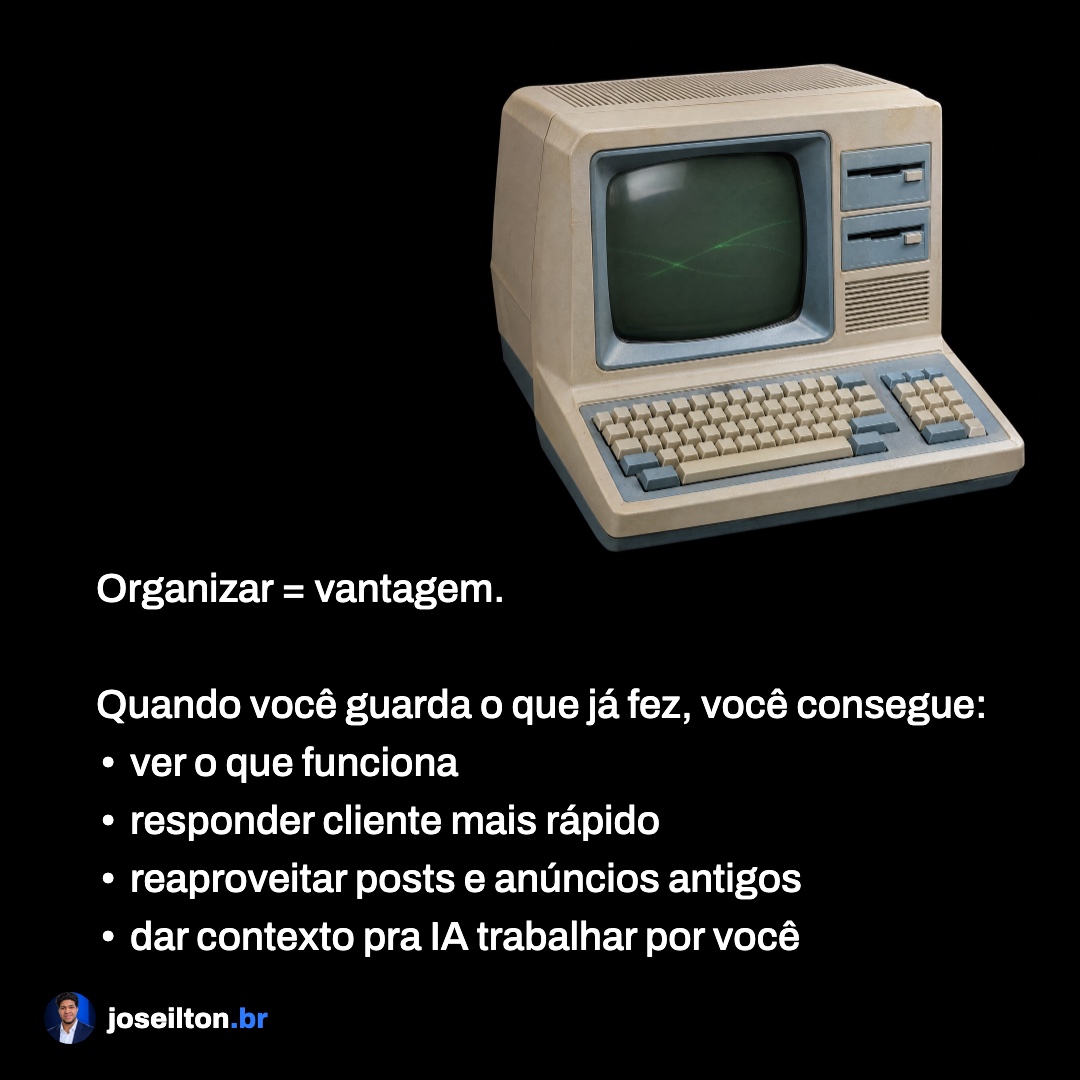 Organizar = vantagem.
Quando você guarda o que já fez, você consegue:
• ver o que funciona
• responder cliente mais rápido
• reaproveitar posts e anúncios antigos
• dar contexto pra IA trabalhar por você
joseilton.br